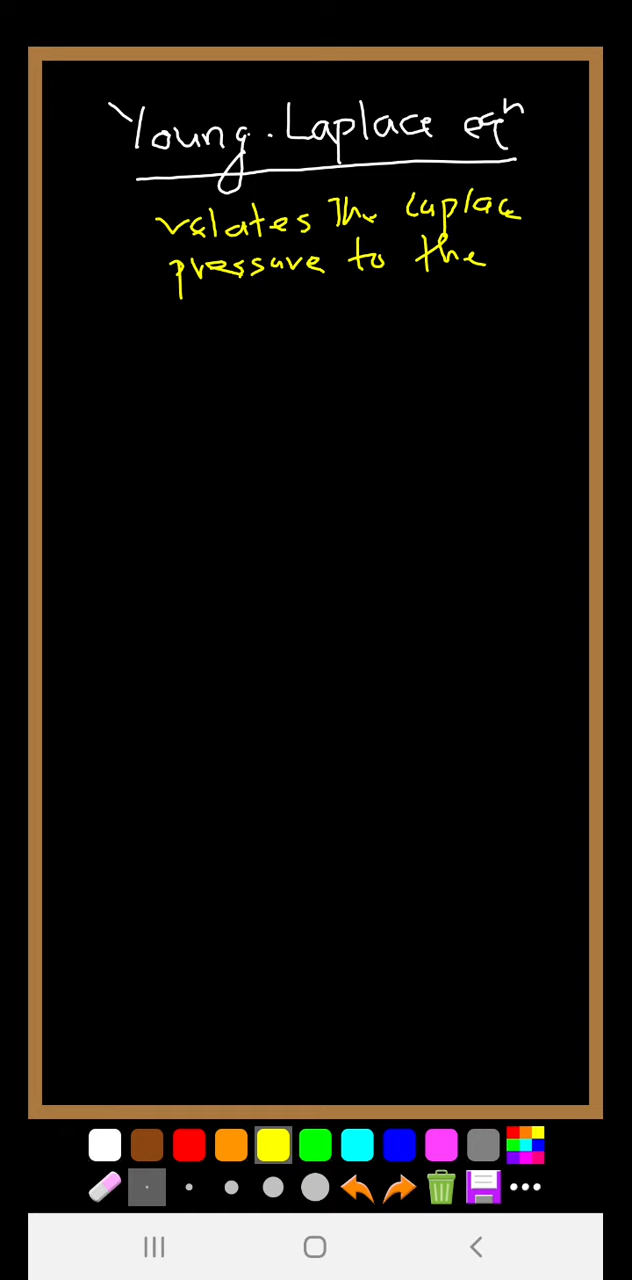 Young. Laplace eqn
relates The Laplace
pressure to the